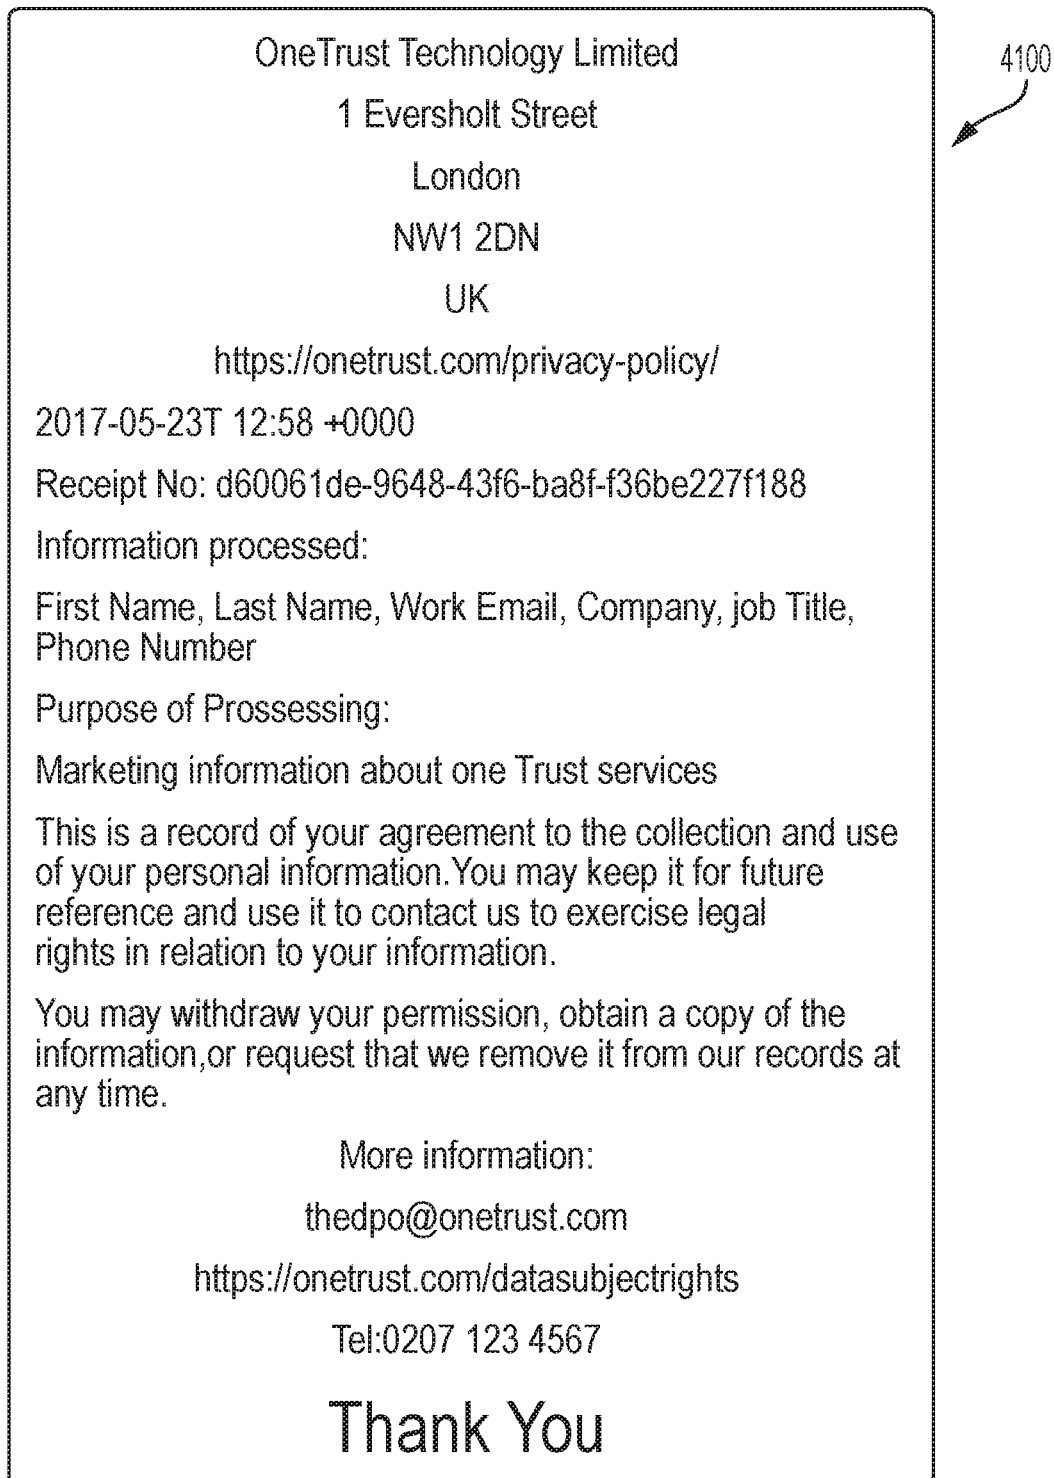 OneTrust Technology Limited
4100
1 Eversholt Street
London
NW1 2DN
UK
https://onetrust.com/privacy-policy/
2017-05-23T 12:58 +0000
Receipt No: d60061de-9648-43f6-ba8f-f36be227f188
Information processed:
First Name, Last Name, Work Email, Company, job Title,
Phone Number
Purpose of Prossessing:
Marketing information about one Trust services
This is a record of your agreement to the collection and use
of your personal information.You may keep it for future
reference and use it to contact us to exercise legal
rights in relation to your information.
You may withdraw your permission, obtain a copy of the
information,or request that we remove it from our records at
any time.
More information:
thedpo@onetrust.com
https://onetrust.com/datasubjectrights
Tel:0207 123 4567
Thank You